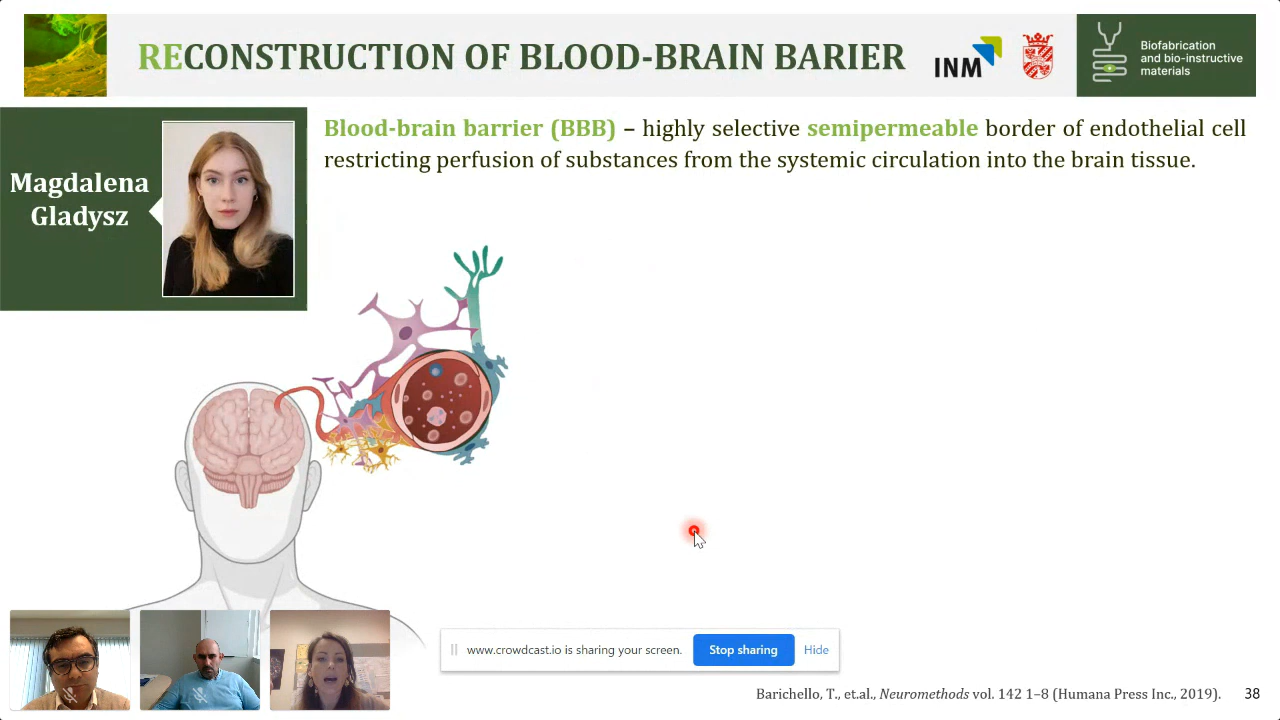 RECONSTRUCTION OF BLOOD-BRAIN BARIER
INM
Biofabrication
and bio-instructive
materials
Magdalena
Gladysz
Blood-brain barrier (BBB) – highly selective semipermeable border of endothelial cell
restricting perfusion of substances from the systemic circulation into the brain tissue.
www.crowdcast.io is sharing your screen.
Stop sharing
Hide
Barichello, T., et.al., Neuromethods vol. 142 1–8 (Humana Press Inc., 2019).
38